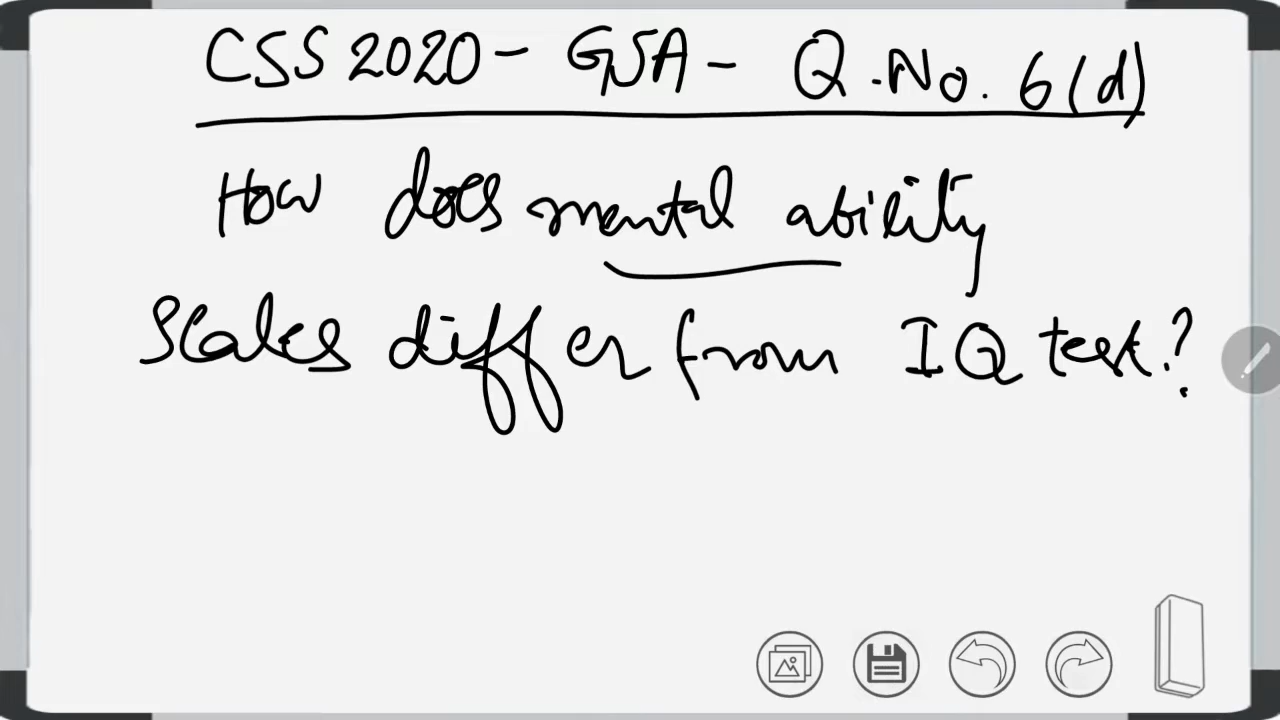 CSS 2020 - GSA - Q.No. 6(d)
How does mental ability
Scales differ from IQ test?